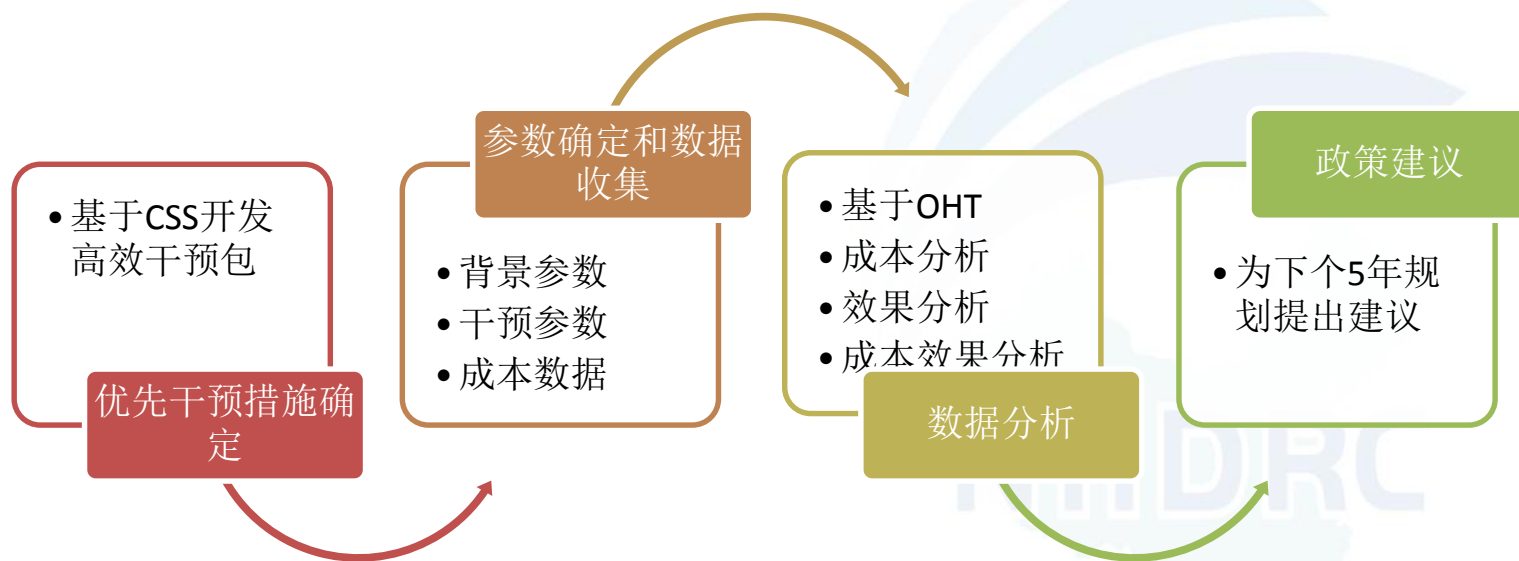 • 基于CSS开发
高效干预包
优先干预措施确
定
参数确定和数据
收集
• 背景参数
• 干预参数
• 成本数据
• 基于OHT
• 成本分析
• 效果分析
• 成本效果分析
数据分析
政策建议
• 为下个5年规
划提出建议